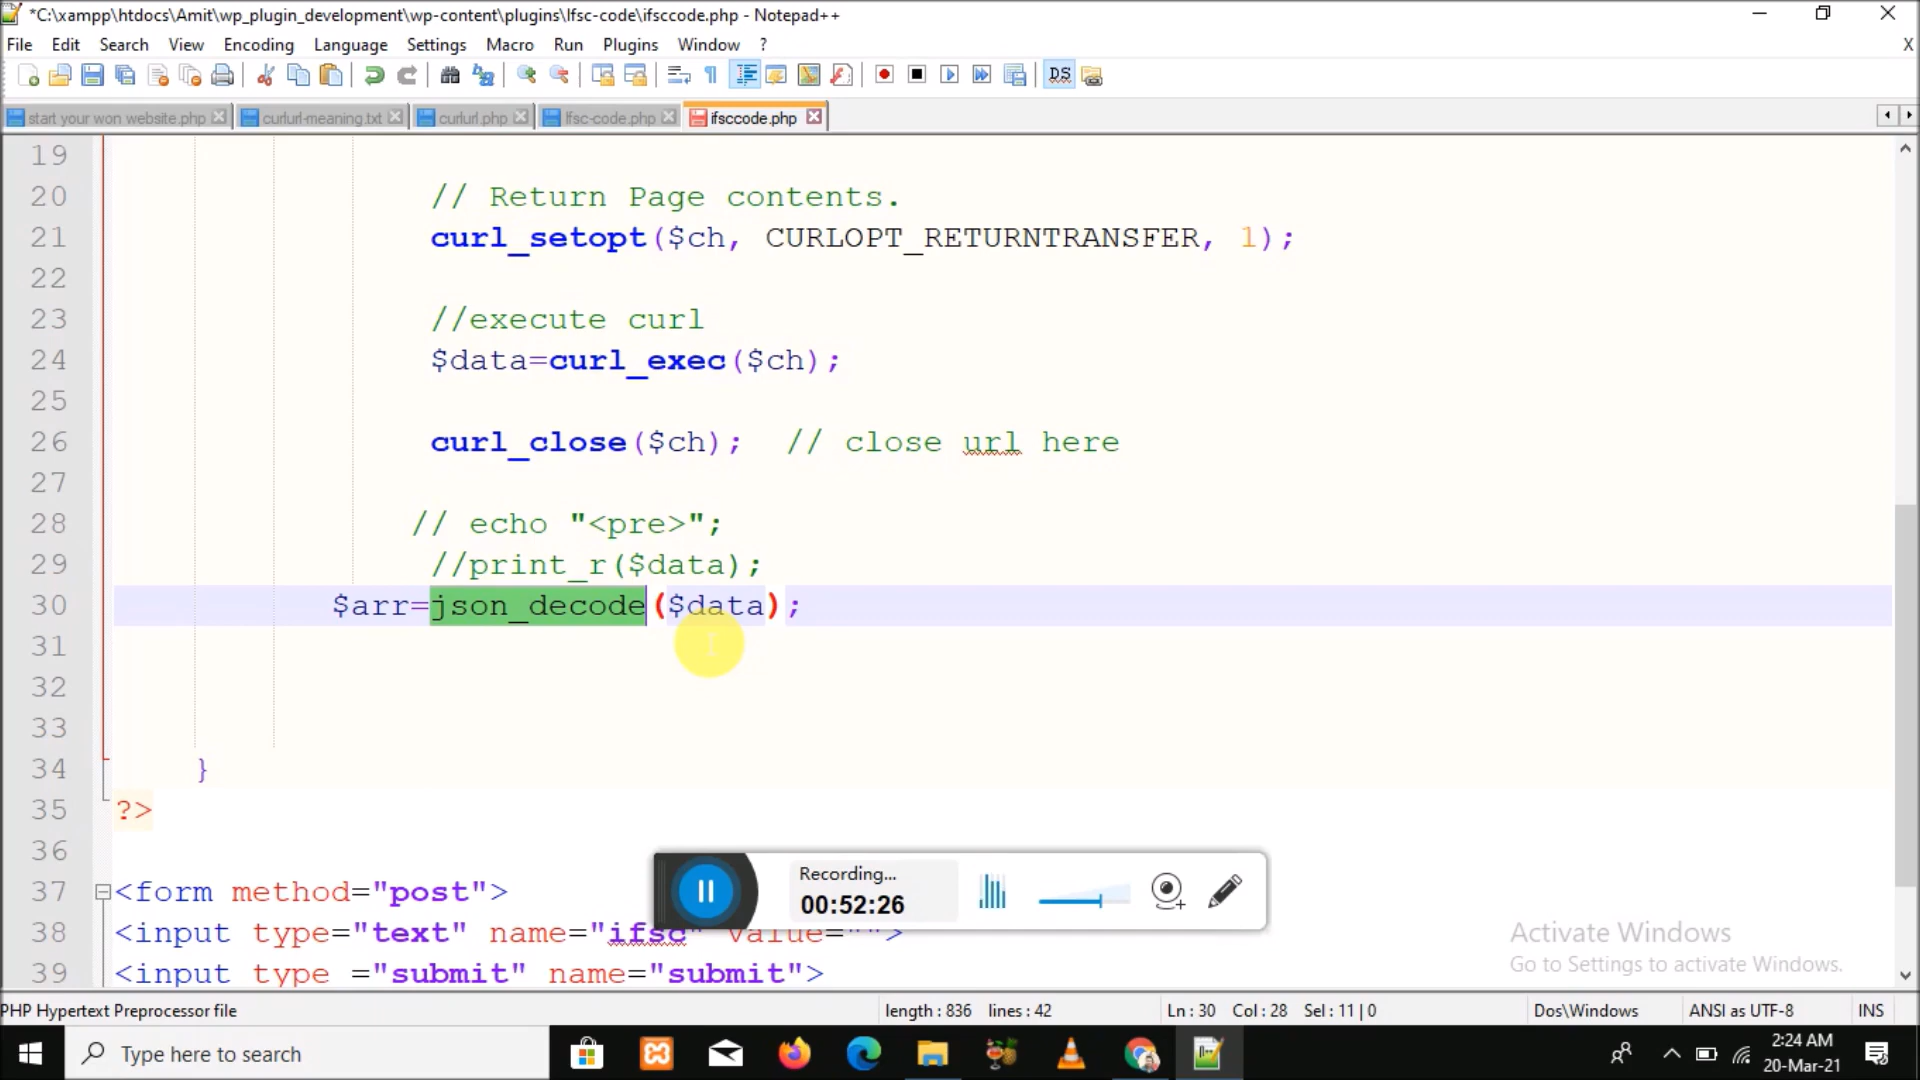 *C:\xampp\htdocs\Amit\wp_plugin_development\wp-content\plugins\Ifsc-code\ifsccode.php - Notepad++
File Edit Search View Encoding Language Settings Macro Run Plugins Window ? X
start your won website.php curlurl-meaning.txt curlurl.php Ifsc-code.php ifsccode.php
19
20 // Return Page contents.
21 curl_setopt($ch, CURLOPT_RETURNTRANSFER, 1);
22
23 //execute curl
24 $data=curl_exec($ch);
25
26 curl_close($ch); // close url here
27
28 // echo "<pre>";
29 //print_r($data);
30 $arr=json_decode($data);
31
32
33
34 }
35 ?>
36
37 <form method="post">
38 <input type="text" name="ifsc" value="">
39 <input type ="submit" name="submit">
Recording...
00:52:26
Activate Windows
Go to Settings to activate Windows.
PHP Hypertext Preprocessor file length : 836 lines : 42 Ln : 30 Col : 28 Sel : 11 | 0 Dos\Windows ANSI as UTF-8 INS
Type here to search
2:24 AM
20-Mar-21